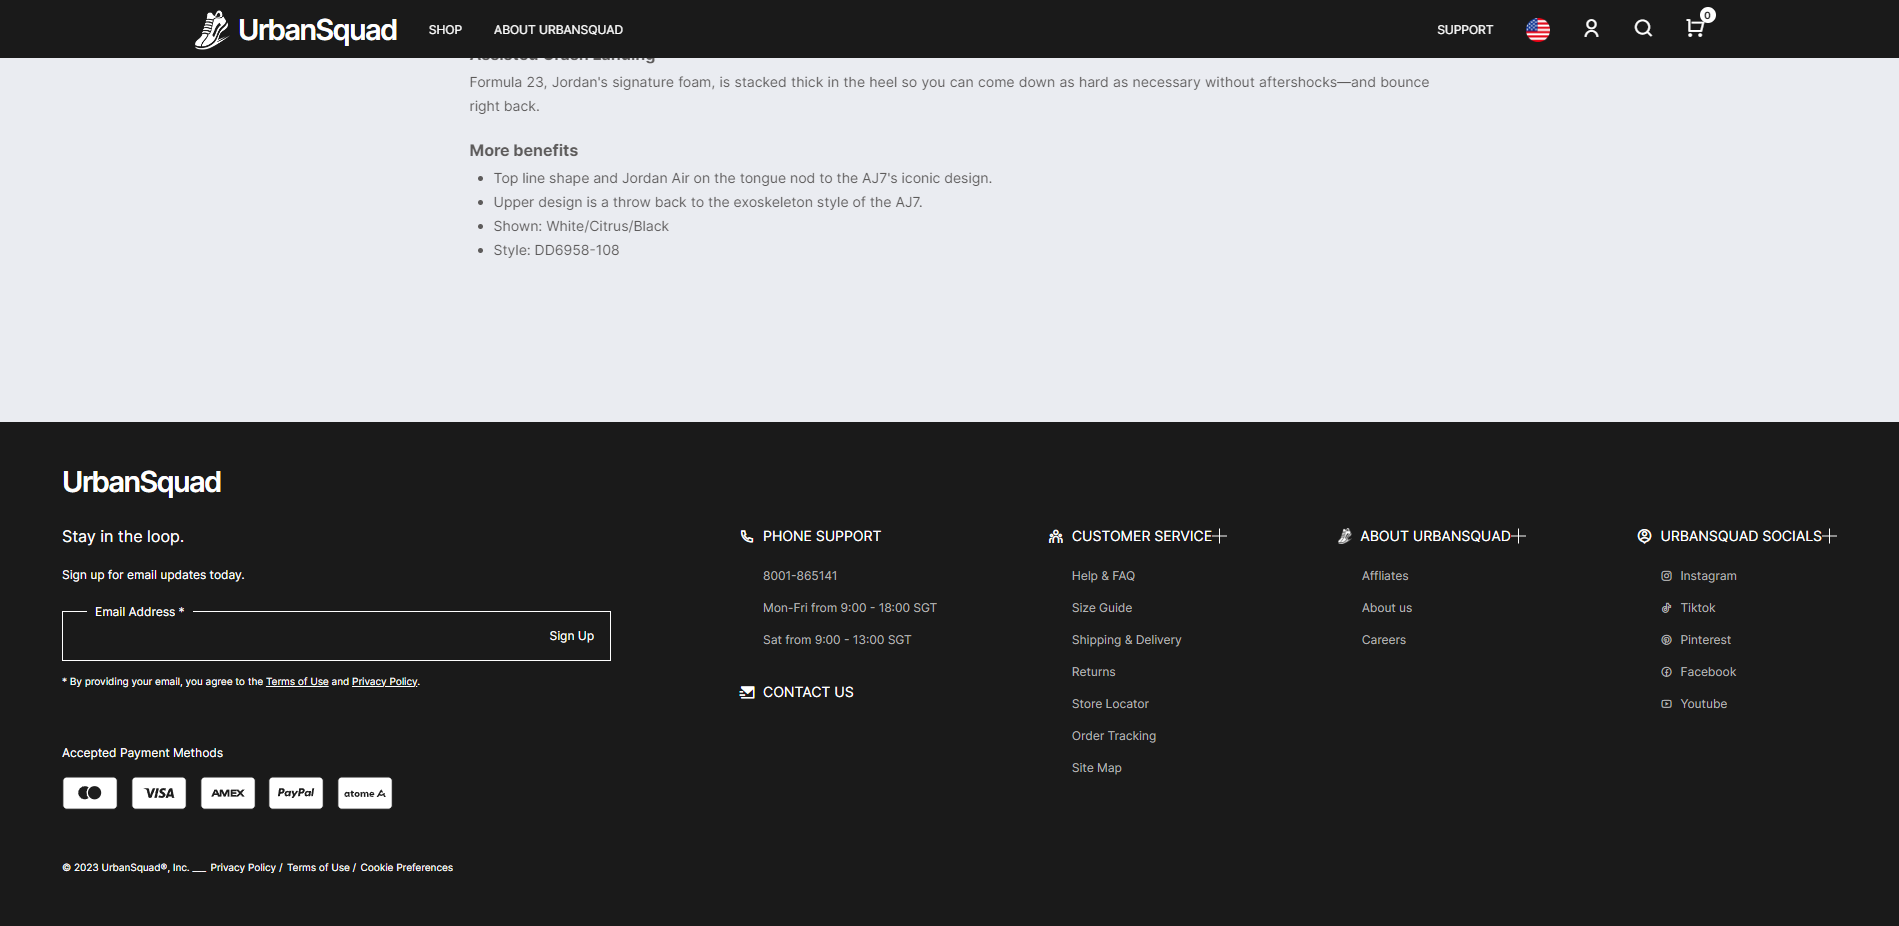 UrbanSquad
SHOP
ABOUT URBANSQUAD
SUPPORT
0
Assisted Crash Landing
Formula 23, Jordan's signature foam, is stacked thick in the heel so you can come down as hard as necessary without aftershocks—and bounce
right back.
More benefits
Top line shape and Jordan Air on the tongue nod to the AJ7's iconic design.
Upper design is a throw back to the exoskeleton style of the AJ7.
Shown: White/Citrus/Black
Style: DD6958-108
UrbanSquad
Stay in the loop.
Sign up for email updates today.
Email Address *
Sign Up
* By providing your email, you agree to the Terms of Use and Privacy Policy.
Accepted Payment Methods
VISA
AMEX
PayPal
atome A
© 2023 UrbanSquad®, Inc. __ Privacy Policy / Terms of Use / Cookie Preferences
PHONE SUPPORT
8001-865141
Mon-Fri from 9:00 - 18:00 SGT
Sat from 9:00 - 13:00 SGT
CONTACT US
CUSTOMER SERVICE
Help & FAQ
Size Guide
Shipping & Delivery
Returns
Store Locator
Order Tracking
Site Map
ABOUT URBANSQUAD
Affliates
About us
Careers
URBANSQUAD SOCIALS
Instagram
Tiktok
Pinterest
Facebook
Youtube